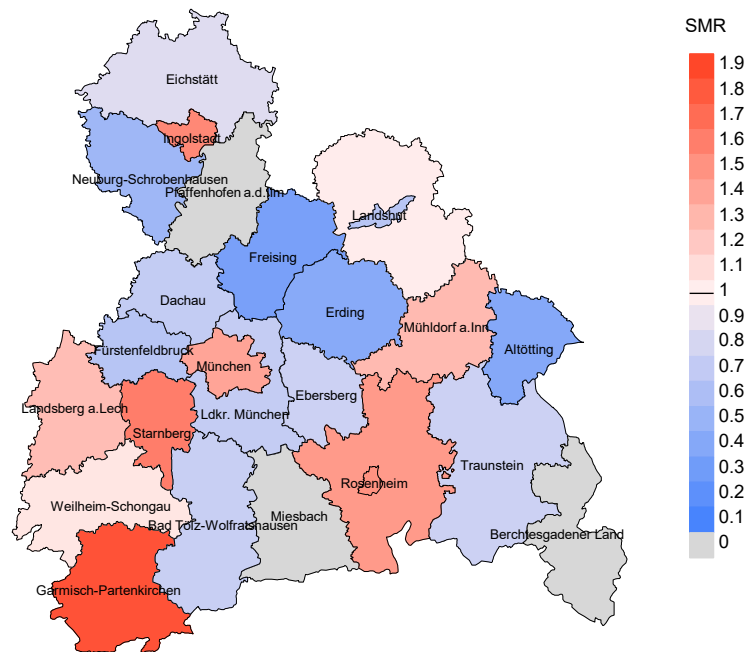 SMR
1.9
1.8
1.7
1.6
1.5
1.4
1.3
1.2
1.1
1
0.9
0.8
0.7
0.6
0.5
0.4
0.3
0.2
0.1
0
Eichstätt
Ingolstadt
Neuburg-Schrobenhausen
Pfaffenhofen a.d.Ilm
Landshut
Freising
Dachau
Erding
Mühldorf a.Inn
Altötting
Fürstenfeldbruck
München
Ebersberg
Landsberg a.Lech
Ldkr. München
Starnberg
Traunstein
Rosenheim
Weilheim-Schongau
Miesbach
Bad Tölz-Wolfratshausen
Berchtesgadener Land
Garmisch-Partenkirchen